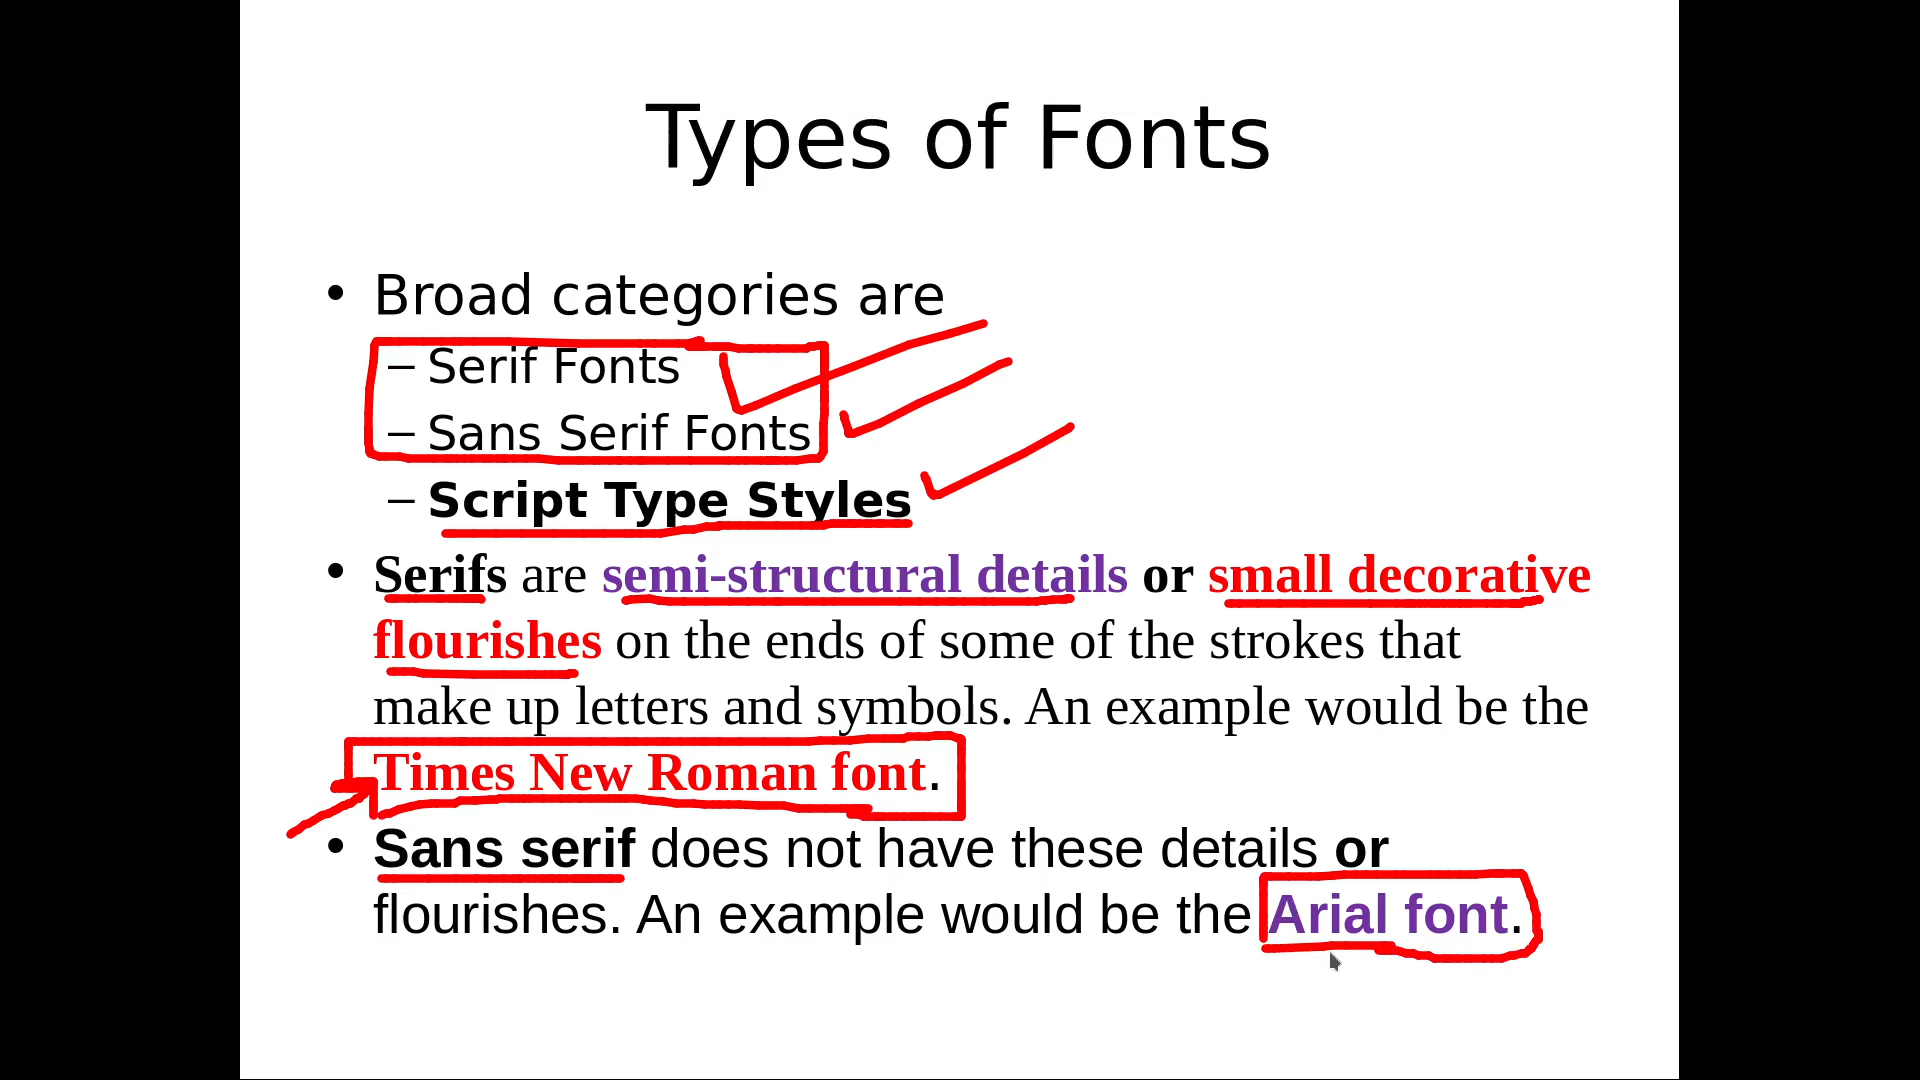 Types of Fonts
• Broad categories are
– Serif Fonts
– Sans Serif Fonts
– Script Type Styles
• Serifs are semi-structural details or small decorative
flourishes on the ends of some of the strokes that
make up letters and symbols. An example would be the
Times New Roman font.
• Sans serif does not have these details or
flourishes. An example would be the Arial font.